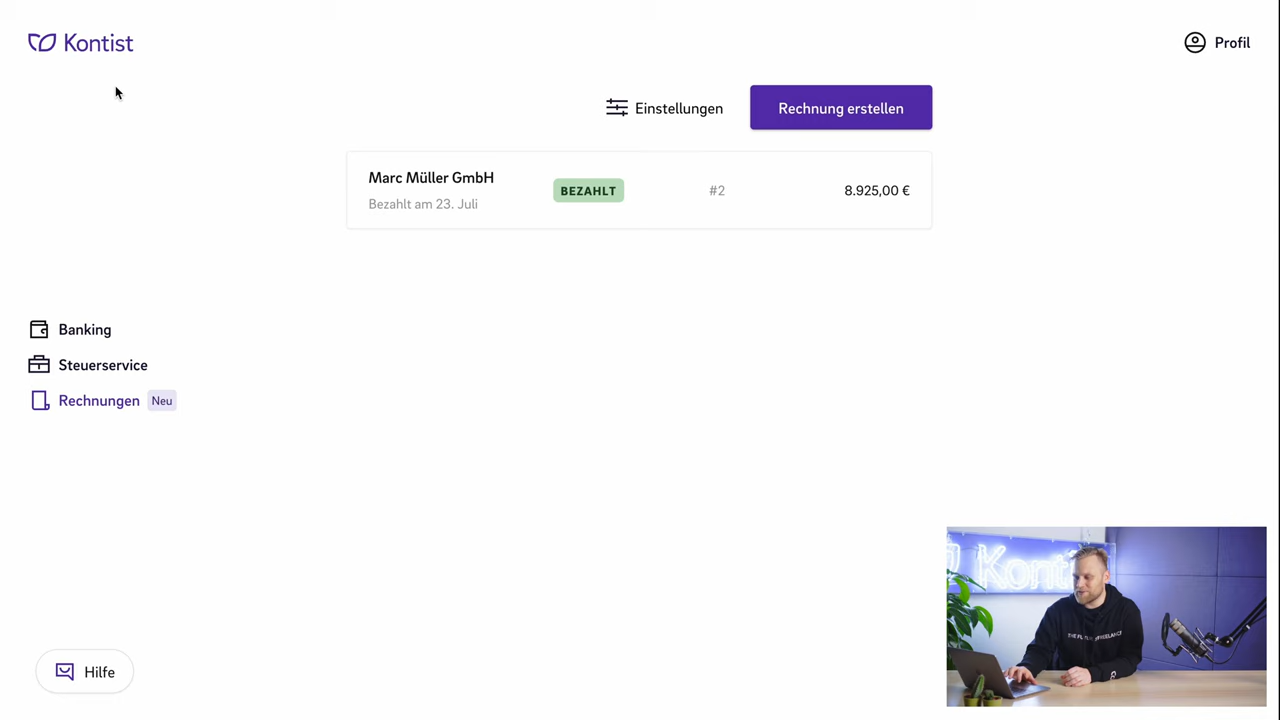 Kontist
Profil
Einstellungen
Rechnung erstellen
Marc Müller GmbH
Bezahlt am 23. Juli
BEZAHLT
#2
8.925,00 €
Banking
Steuerservice
Rechnungen Neu
Hilfe